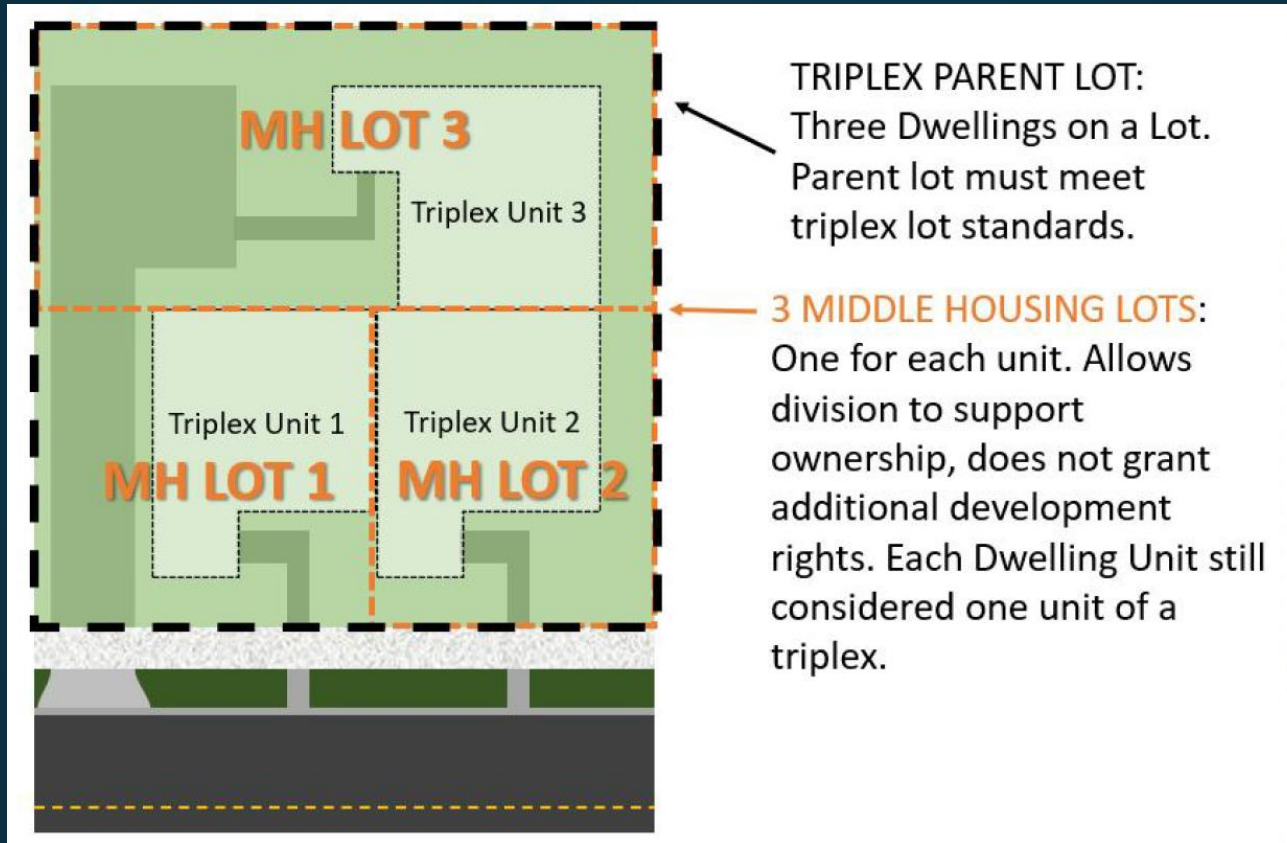 MH LOT 3
Triplex Unit 3
Triplex Unit 1
Triplex Unit 2
MH LOT 1
MH LOT 2
TRIPLEX PARENT LOT:
Three Dwellings on a Lot.
Parent lot must meet
triplex lot standards.
3 MIDDLE HOUSING LOTS:
One for each unit. Allows
division to support
ownership, does not grant
additional development
rights. Each Dwelling Unit still
considered one unit of a
triplex.